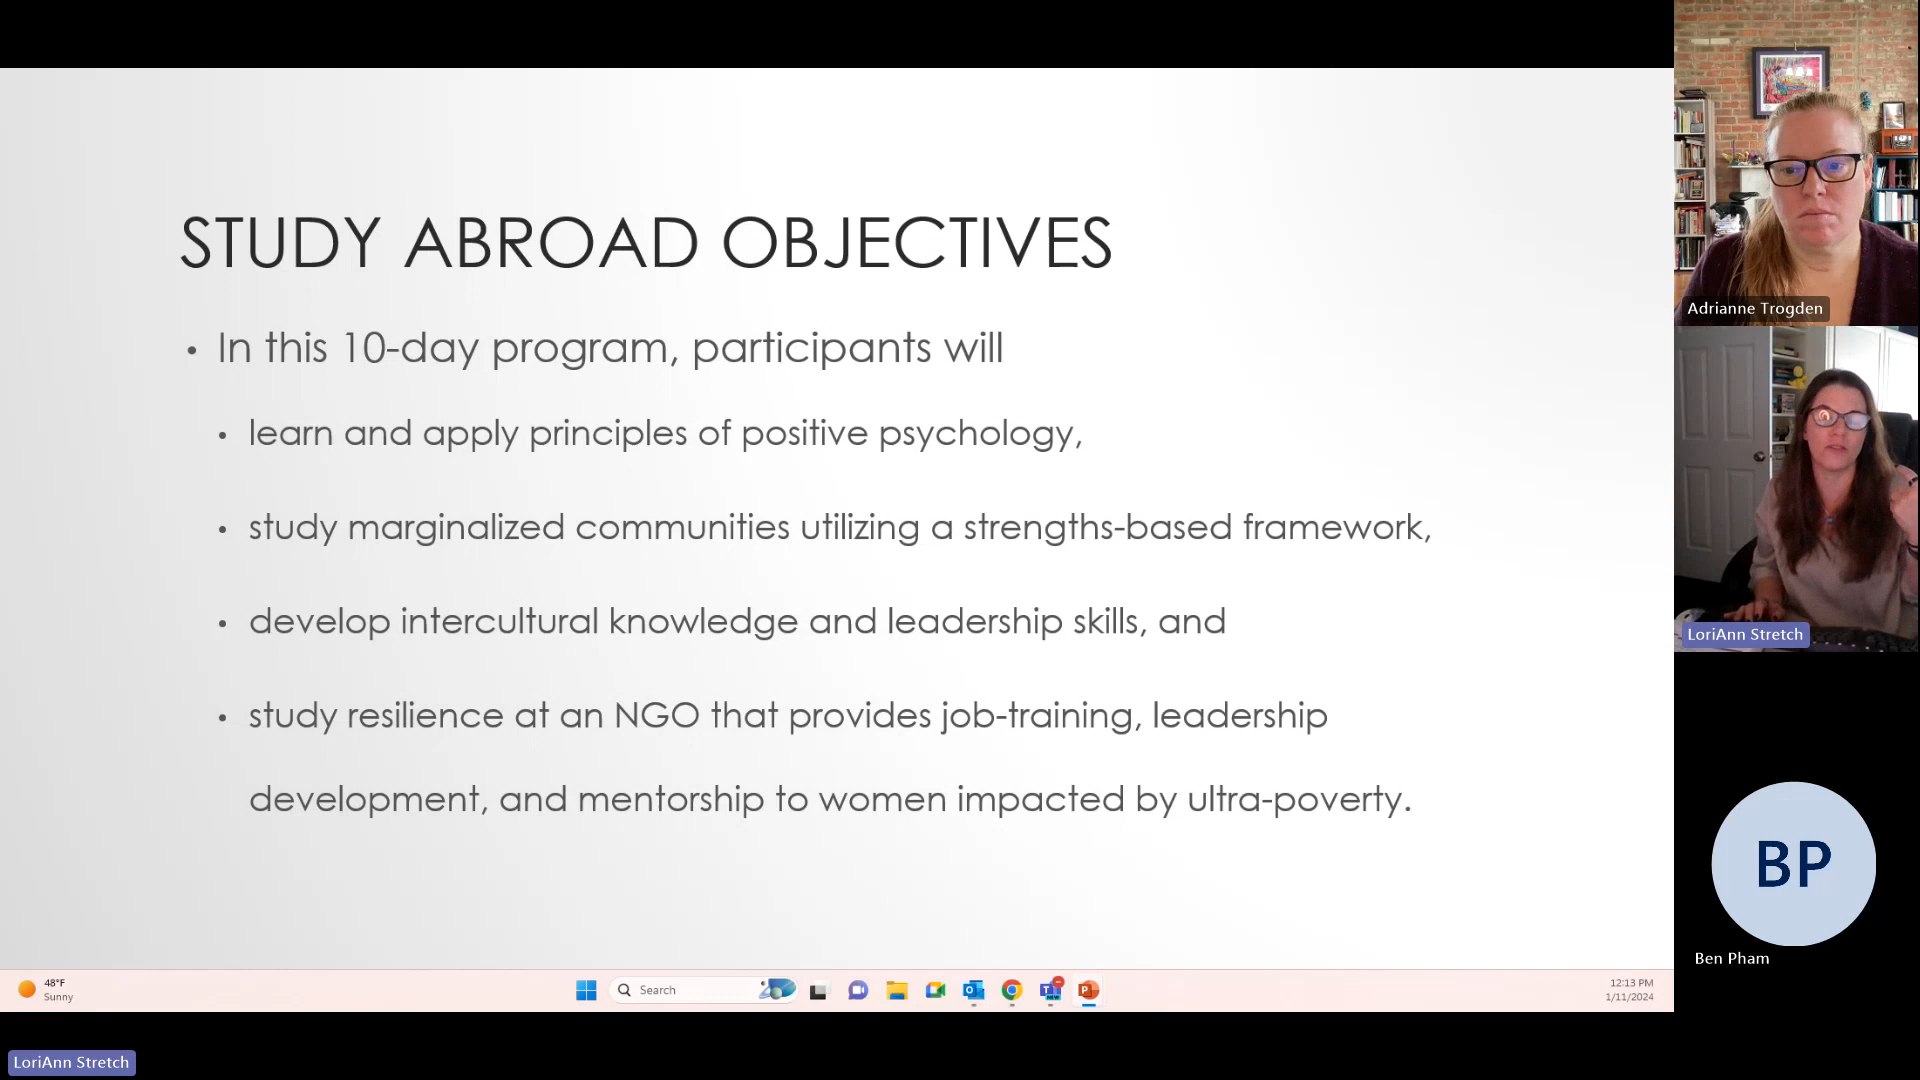 STUDY ABROAD OBJECTIVES
• In this 10-day program, participants will
• learn and apply principles of positive psychology,
• study marginalized communities utilizing a strengths-based framework,
• develop intercultural knowledge and leadership skills, and
• study resilience at an NGO that provides job-training, leadership
development, and mentorship to women impacted by ultra-poverty.
Adrianne Trogden
LoriAnn Stretch
BP
Ben Pham
48°F
Sunny
Search
12:13 PM
1/11/2024
LoriAnn Stretch